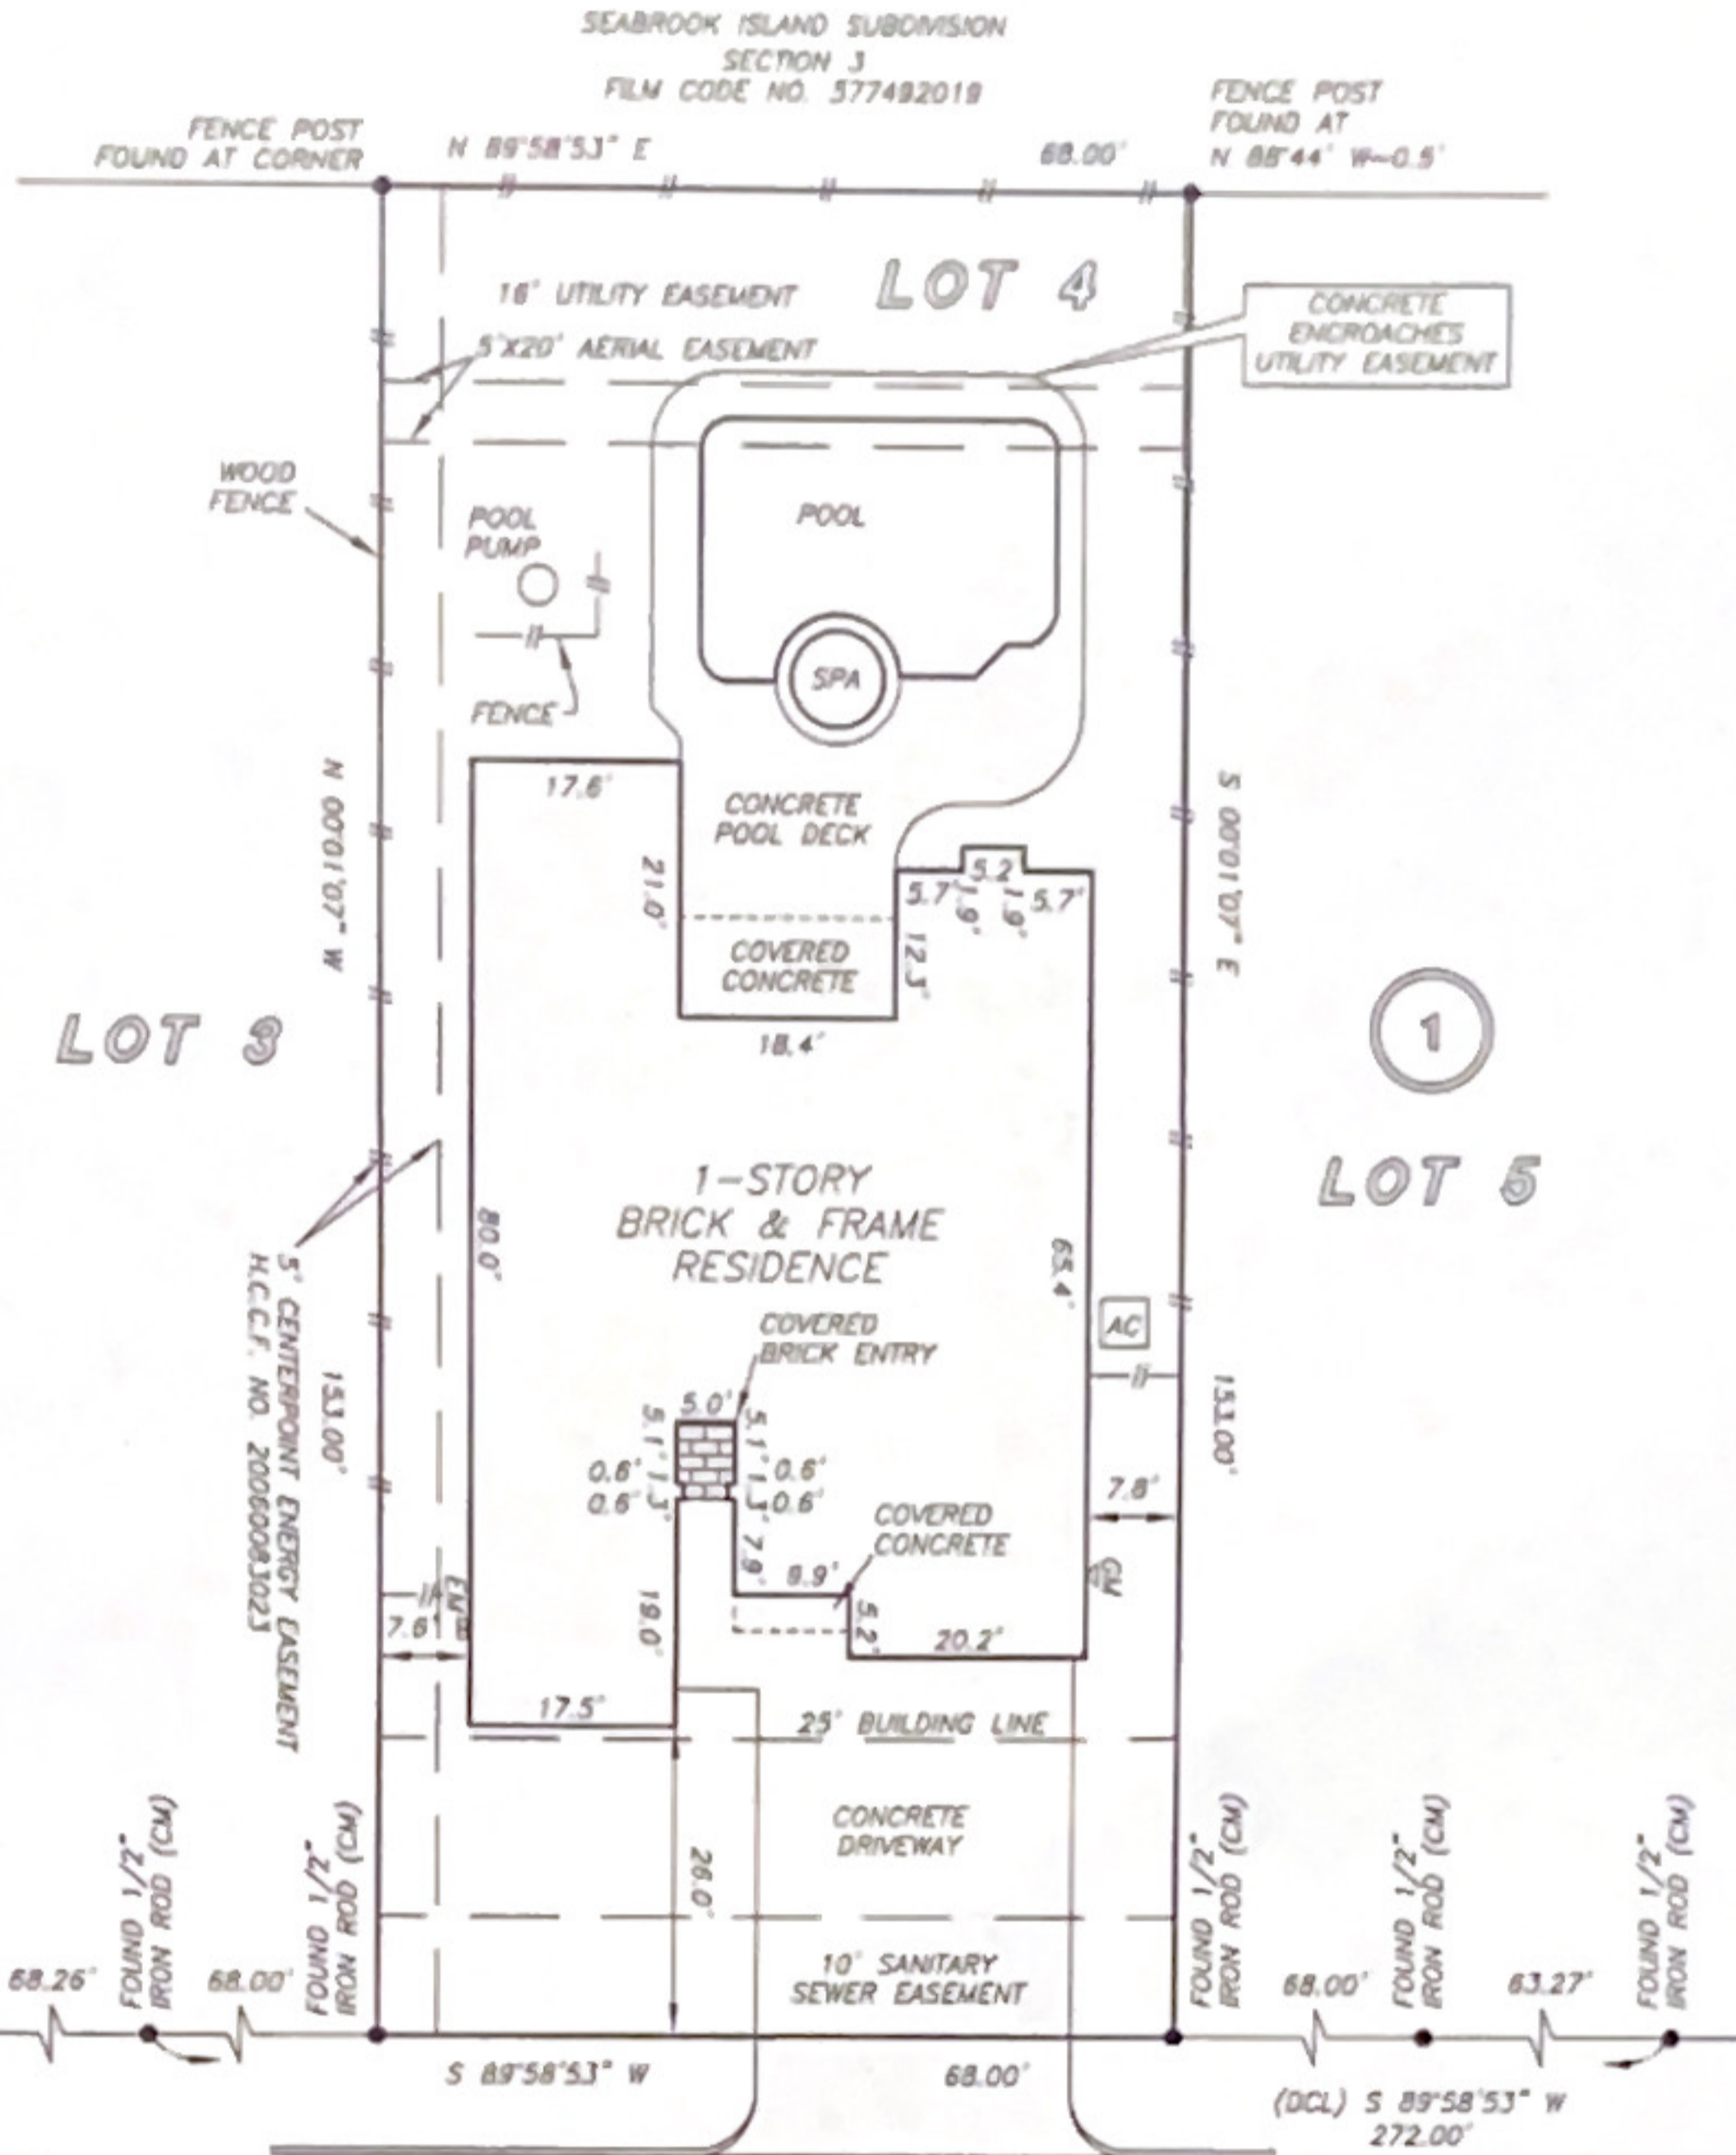 SEABROOK ISLAND SUBDIVISION
SECTION 3
FILM CODE NO. 577492019
FENCE POST
FOUND AT CORNER
N 89°58'53" E
68.00'
FENCE POST
FOUND AT
N 88°44' W~0.5'
LOT 4
16' UTILITY EASEMENT
5'X20' AERIAL EASEMENT
CONCRETE
ENCROACHES
UTILITY EASEMENT
WOOD
FENCE
POOL
PUMP
POOL
SPA
FENCE
17.6'
CONCRETE
POOL DECK
21.0'
5.7'
1.9'
5.2'
1.9'
5.7'
12.3'
COVERED
CONCRETE
18.4'
N 00°01'07" W
S 00°01'07" E
LOT 3
1
LOT 5
1-STORY
BRICK & FRAME
RESIDENCE
80.0'
65.4'
AC
COVERED
BRICK ENTRY
5.0'
5.1'
5.1'
0.6'
1.3'
1.3'
0.6'
0.6'
0.6'
7.9'
COVERED
CONCRETE
5' CENTERPOINT ENERGY EASEMENT
H.C.C.F. NO. 20060083023
153.00'
153.00'
7.8'
GM
EM
7.6'
19.0'
5.2'
20.2'
17.5'
25' BUILDING LINE
CONCRETE
DRIVEWAY
10' SANITARY
SEWER EASEMENT
68.26'
FOUND 1/2"
IRON ROD (CM)
68.00'
FOUND 1/2"
IRON ROD (CM)
FOUND 1/2"
IRON ROD (CM)
68.00'
FOUND 1/2"
IRON ROD (CM)
63.27'
FOUND 1/2"
IRON ROD (CM)
S 89°58'53" W
68.00'
(DCL) S 89°58'53" W
272.00'